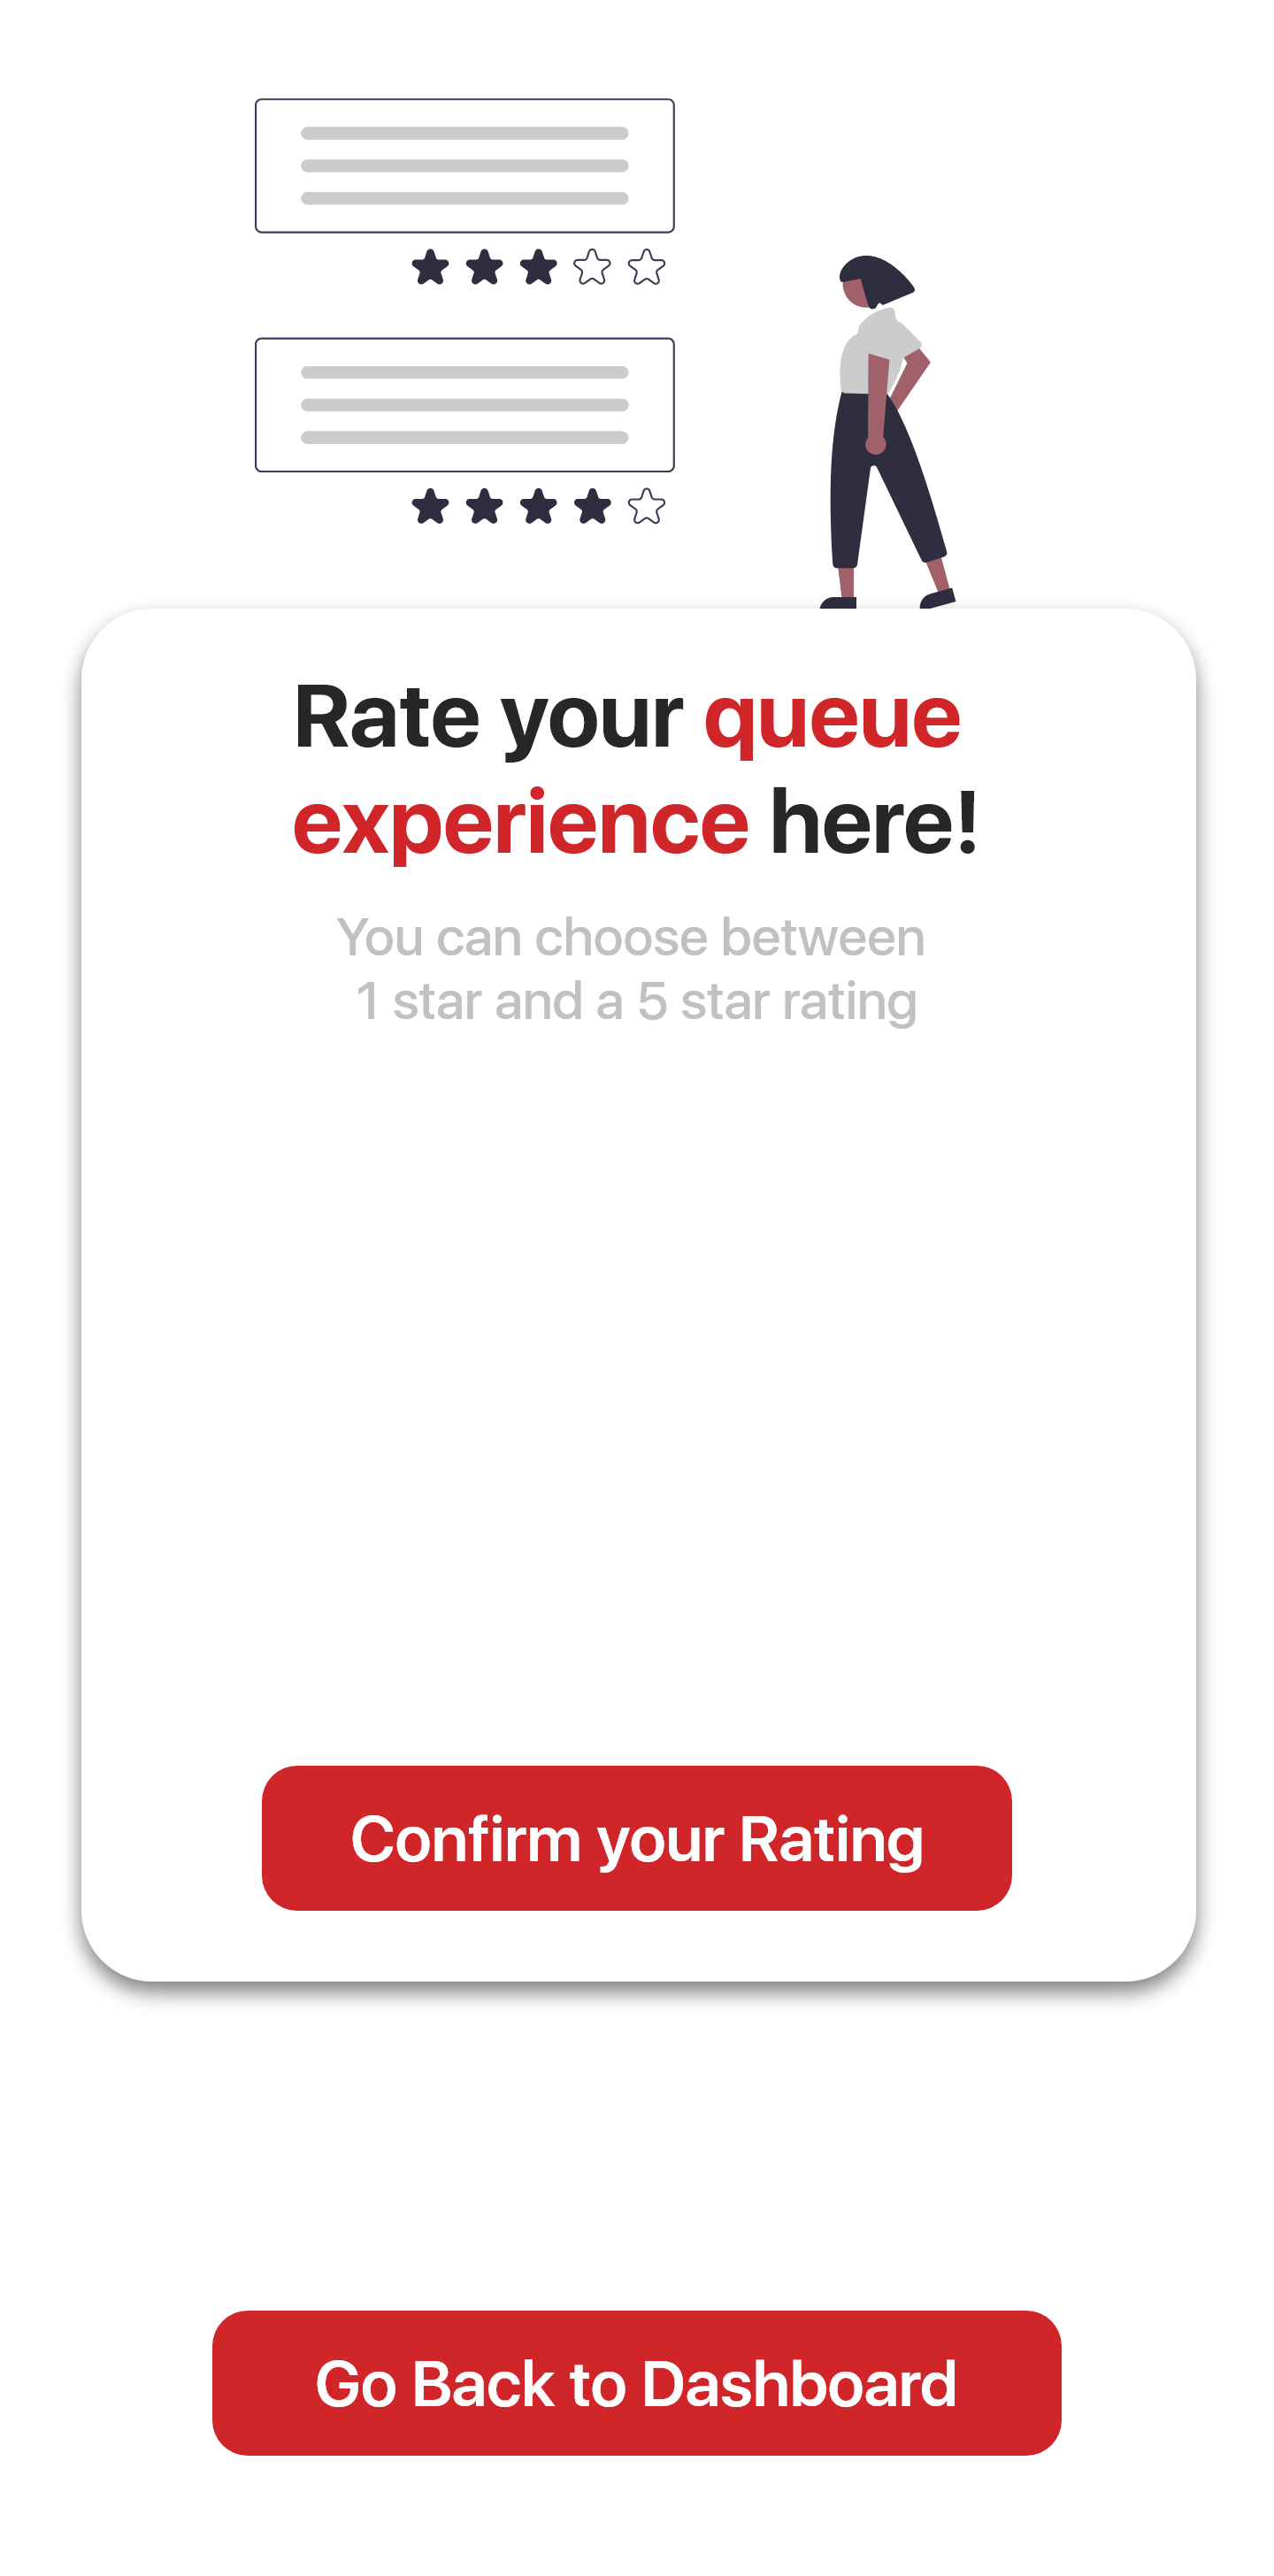 Rate your queue
experience here!
You can choose between
1 star and a 5 star rating
Confirm your Rating
Go Back to Dashboard